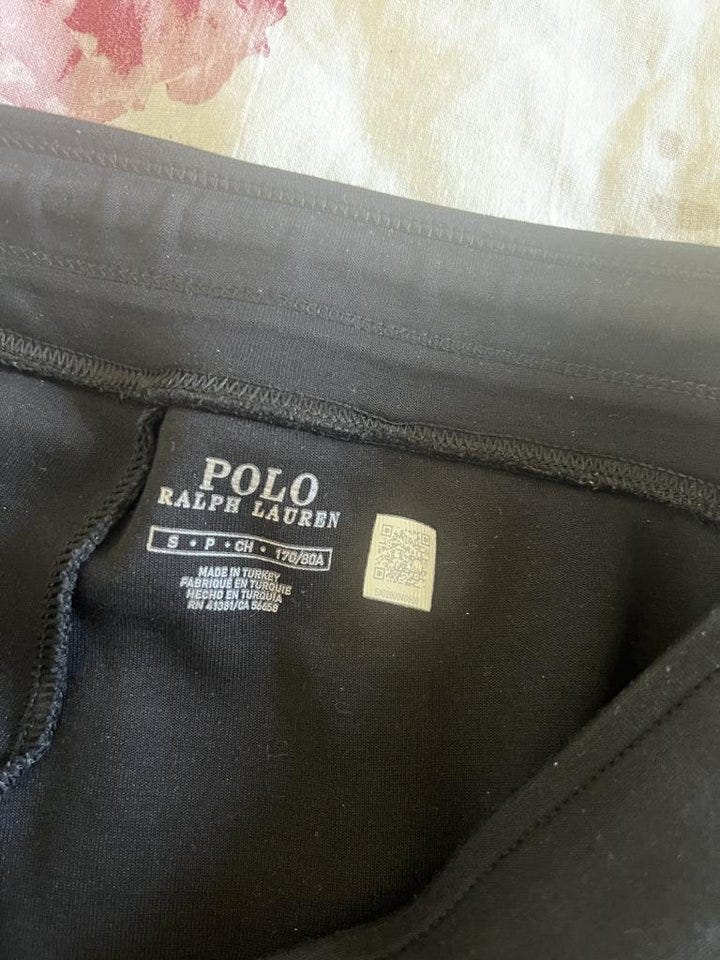 POLO
RALPH LAUREN
S • P • CH • 170/80A
MADE IN TURKEY
FABRIQUE EN TURQUIE
HECHO EN TURQUIA
RN 41381/CA 56658